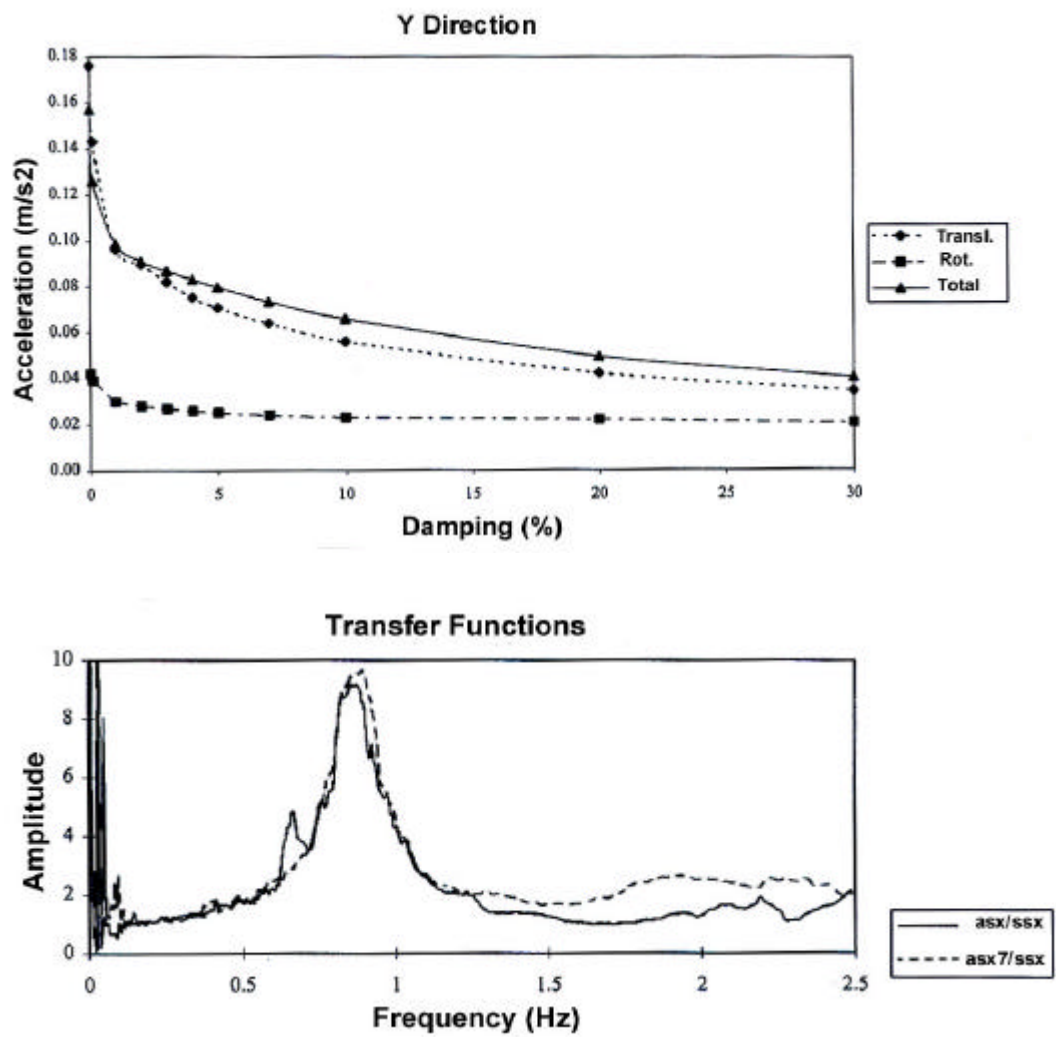 Y Direction
0.18
0.16
0.14
0.12
0.10
0.08
0.06
0.04
0.02
0.00
Acceleration (m/s2)
0 5 10 15 20 25 30
Damping (%)
Transl.
Rot.
Total
Transfer Functions
10
8
6
4
2
0
Amplitude
0 0.5 1 1.5 2 2.5
Frequency (Hz)
asx/ssx
asx7/ssx